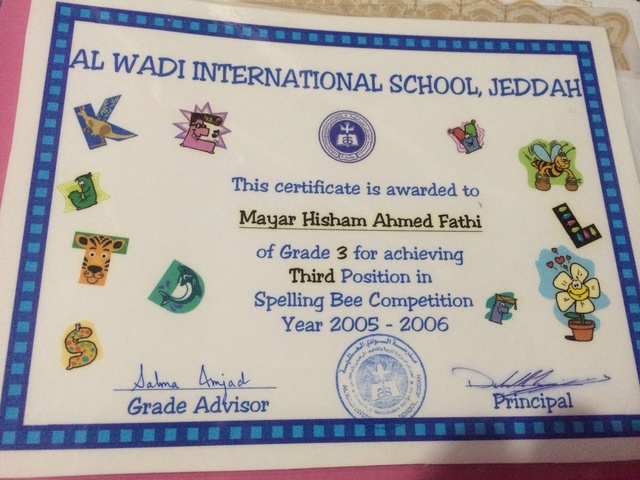 AL WADI INTERNATIONAL SCHOOL, JEDDAH
This certificate is awarded to
Mayar Hisham Ahmed Fathi
of Grade 3 for achieving
Third Position in
Spelling Bee Competition
Year 2005 - 2006
Salma Amjad
Grade Advisor
Principal